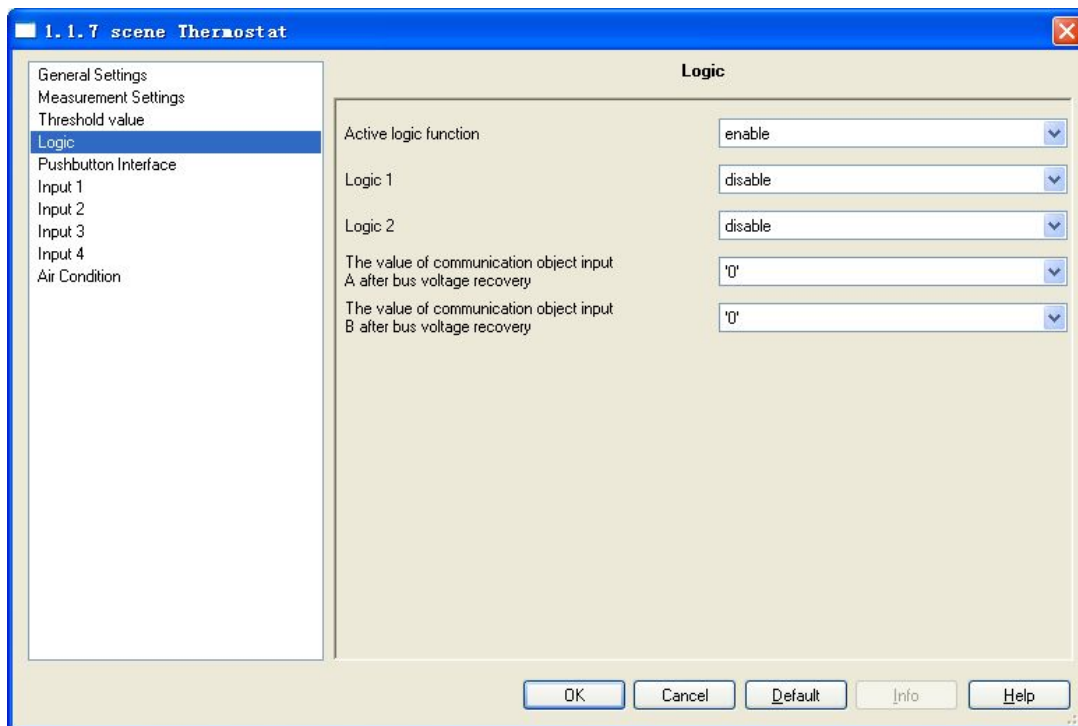 1.1.7 scene Thermostat
General Settings
Measurement Settings
Threshold value
Logic
Pushbutton Interface
Input 1
Input 2
Input 3
Input 4
Air Condition
Logic
Active logic function
enable
Logic 1
disable
Logic 2
disable
The value of communication object input
A after bus voltage recovery
'0'
The value of communication object input
B after bus voltage recovery
'0'
OK
Cancel
Default
Info
Help